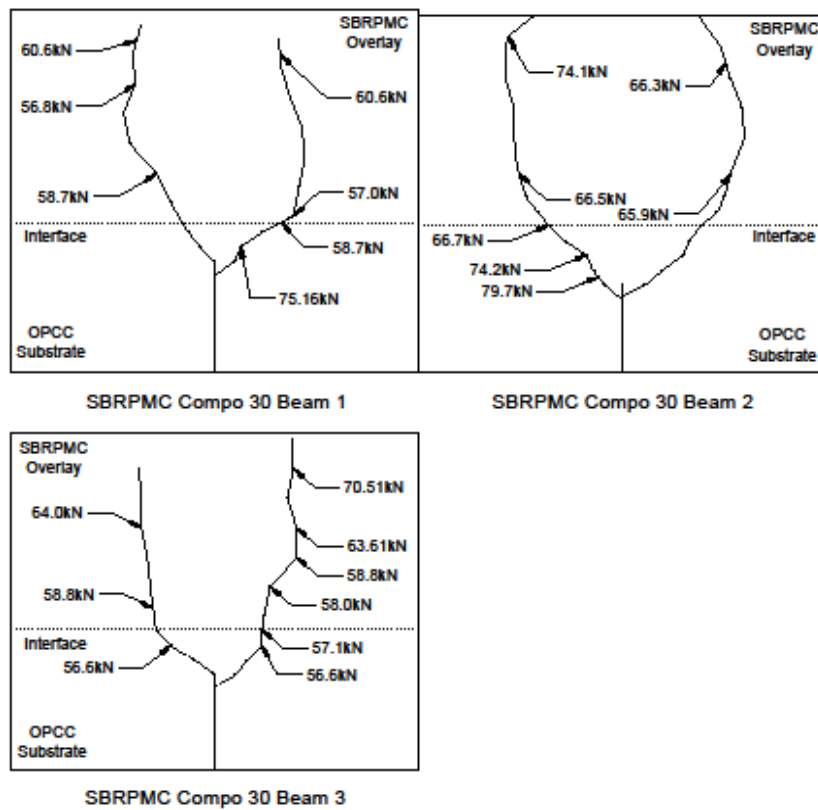 SBRPMC
Overlay
60.6kN
56.8kN
60.6kN
58.7kN
57.0kN
Interface
58.7kN
75.16kN
OPCC
Substrate
SBRPMC Compo 30 Beam 1
SBRPMC
Overlay
74.1kN
66.3kN
66.5kN
65.9kN
66.7kN
Interface
74.2kN
79.7kN
OPCC
Substrate
SBRPMC Compo 30 Beam 2
SBRPMC
Overlay
70.51kN
64.0kN
63.61kN
58.8kN
58.8kN
58.0kN
Interface
57.1kN
56.6kN
56.6kN
OPCC
Substrate
SBRPMC Compo 30 Beam 3